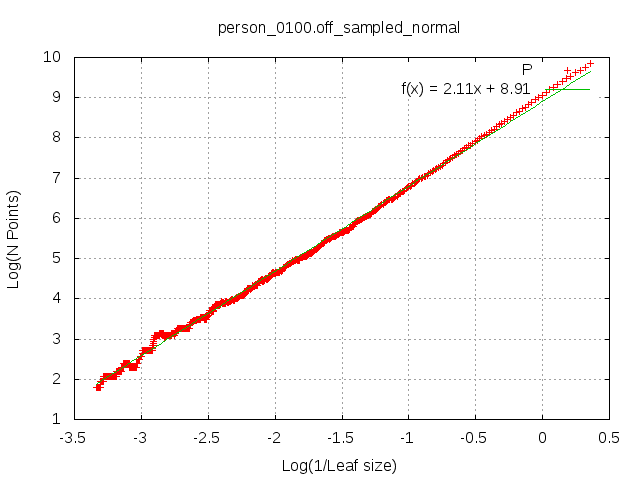 person_0100.off_sampled_normal
10
9
8
7
6
5
4
3
2
1
Log(N Points)
P
f(x) = 2.11x + 8.91
-3.5 -3 -2.5 -2 -1.5 -1 -0.5 0 0.5
Log(1/Leaf size)